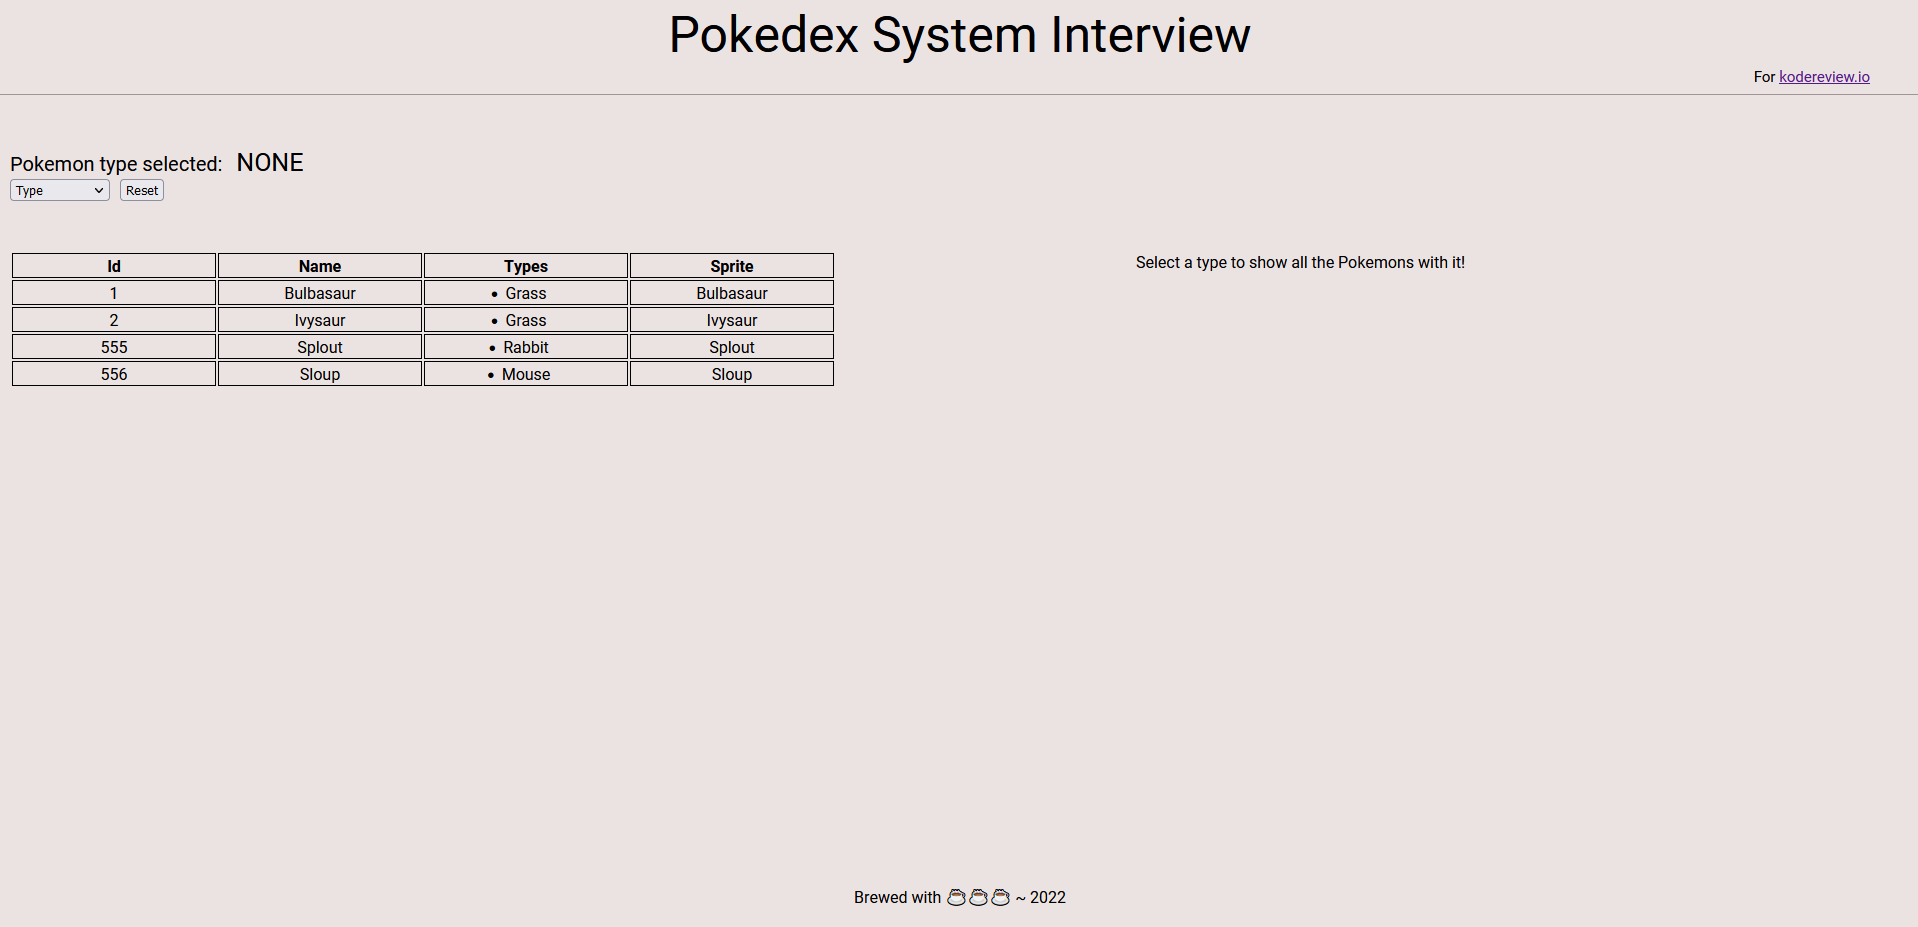 Pokedex System Interview
For kodereview.io
Pokemon type selected: NONE
Type Reset
Id Name Types Sprite
1 Bulbasaur • Grass Bulbasaur
2 Ivysaur • Grass Ivysaur
555 Splout • Rabbit Splout
556 Sloup • Mouse Sloup
Select a type to show all the Pokemons with it!
Brewed with ☕☕☕ ~ 2022